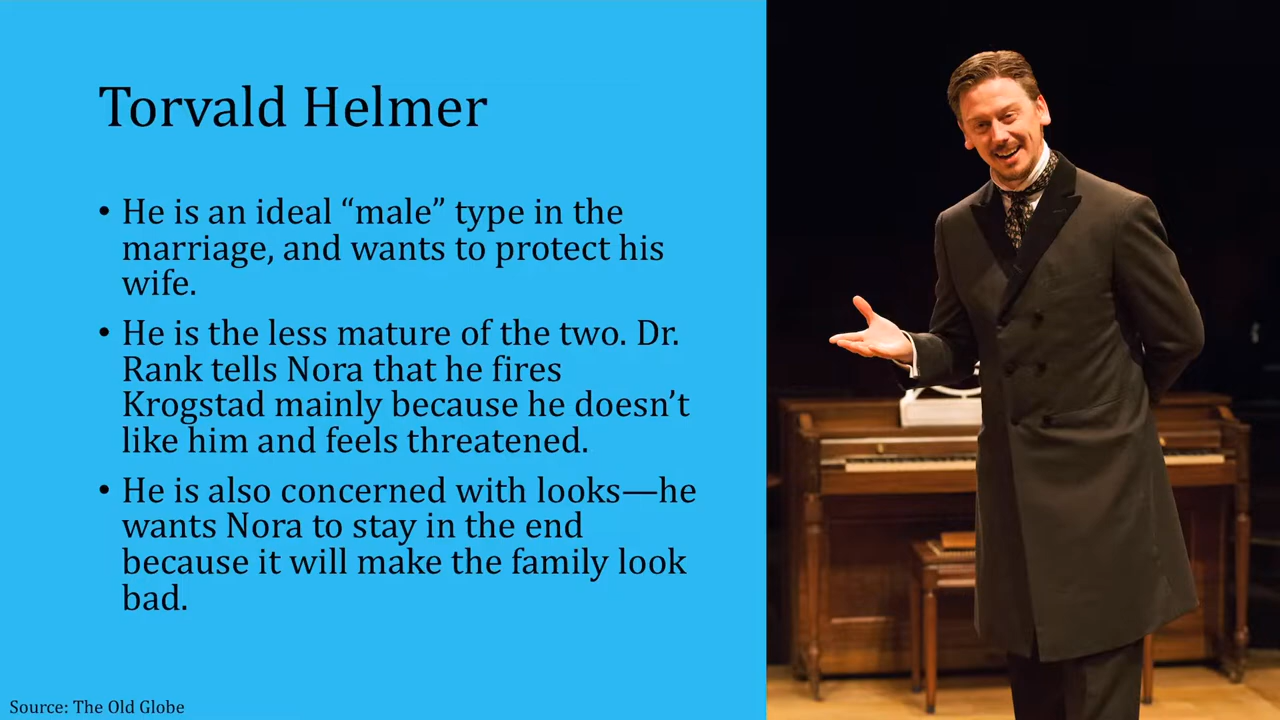 Torvald Helmer
• He is an ideal “male” type in the
marriage, and wants to protect his
wife.
• He is the less mature of the two. Dr.
Rank tells Nora that he fires
Krogstad mainly because he doesn’t
like him and feels threatened.
• He is also concerned with looks—he
wants Nora to stay in the end
because it will make the family look
bad.
Source: The Old Globe